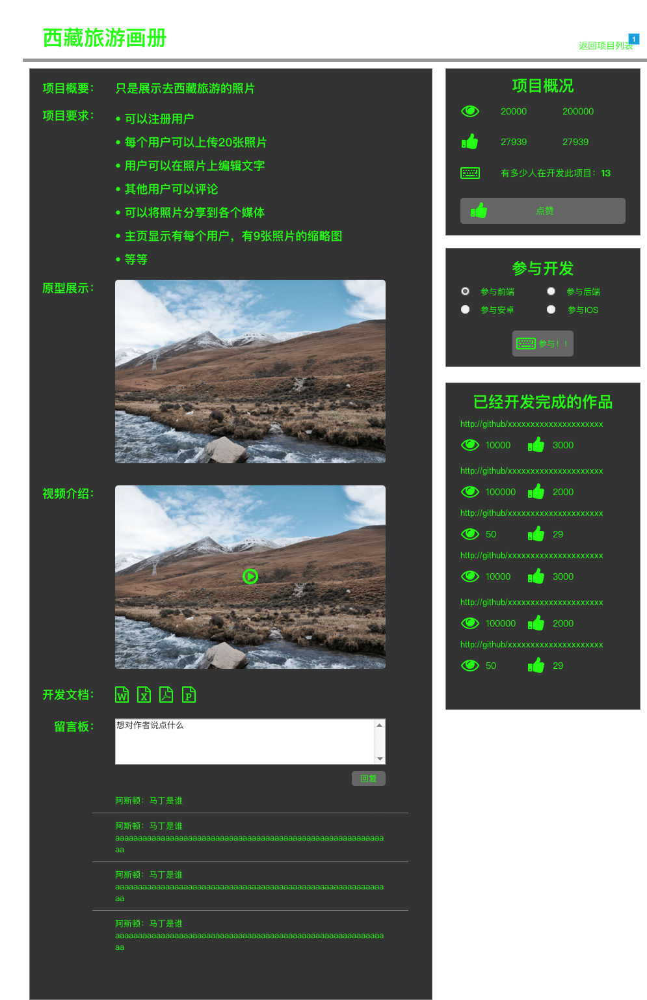 西藏旅游画册
返回项目列表
1
项目概要：
只是展示去西藏旅游的照片
项目要求：
• 可以注册用户
• 每个用户可以上传20张照片
• 用户可以在照片上编辑文字
• 其他用户可以评论
• 可以将照片分享到各个媒体
• 主页显示有每个用户，有9张照片的缩略图
• 等等
原型展示：
视频介绍：
开发文档：
W X P
留言板：
想对作者说点什么
回复
阿斯顿：马丁是谁
阿斯顿：马丁是谁
aaaaaaaaaaaaaaaaaaaaaaaaaaaaaaaaaaaaaaaaaaaaaaaaaaaaaaaaaaa
aa
阿斯顿：马丁是谁
aaaaaaaaaaaaaaaaaaaaaaaaaaaaaaaaaaaaaaaaaaaaaaaaaaaaaaaaaaa
aa
阿斯顿：马丁是谁
aaaaaaaaaaaaaaaaaaaaaaaaaaaaaaaaaaaaaaaaaaaaaaaaaaaaaaaaaaa
aa
项目概况
20000 200000
27939 27939
有多少人在开发此项目：13
点赞
参与开发
参与前端 参与后端
参与安卓 参与IOS
参与！！
已经开发完成的作品
http://github/xxxxxxxxxxxxxxxxxxxxx
10000 3000
http://github/xxxxxxxxxxxxxxxxxxxxx
100000 2000
http://github/xxxxxxxxxxxxxxxxxxxxx
50 29
http://github/xxxxxxxxxxxxxxxxxxxxx
10000 3000
http://github/xxxxxxxxxxxxxxxxxxxxx
100000 2000
http://github/xxxxxxxxxxxxxxxxxxxxx
50 29